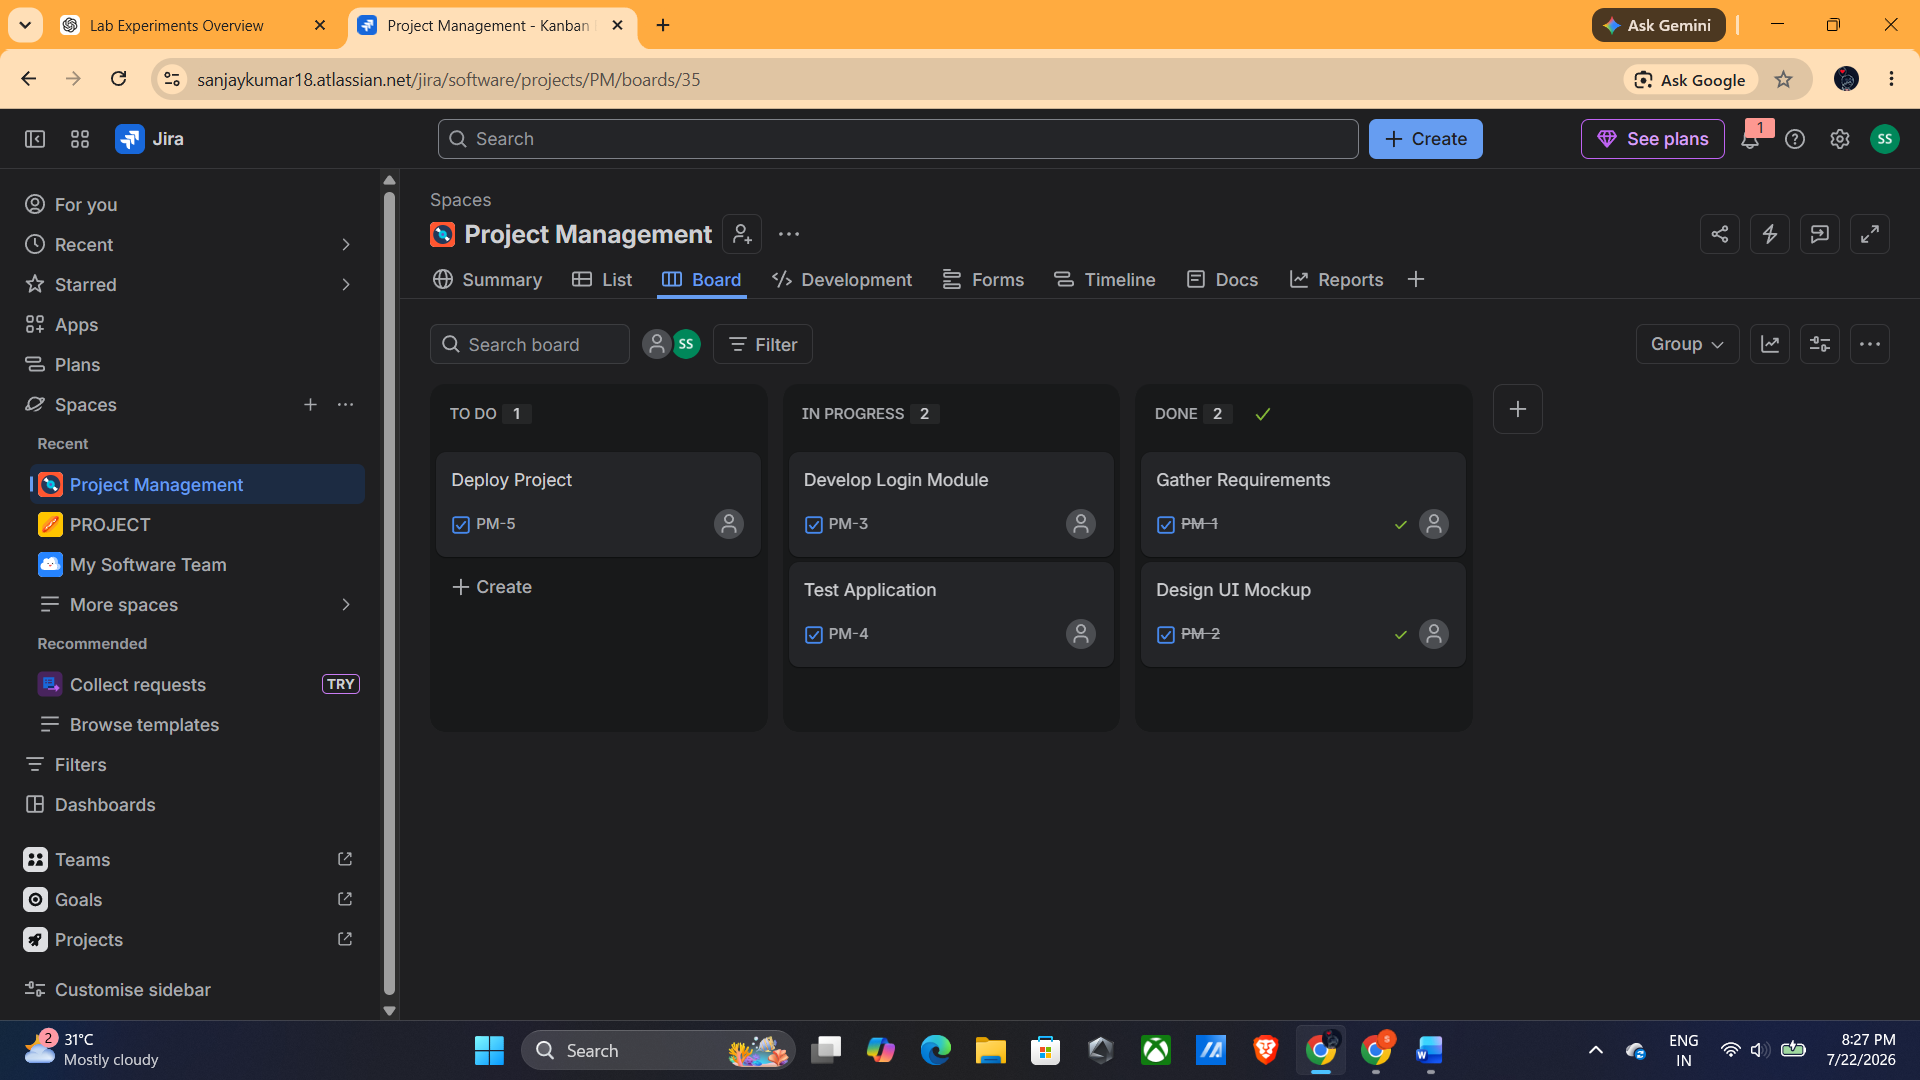 Lab Experiments Overview
Project Management - Kanban
Ask Gemini
sanjaykumar18.atlassian.net/jira/software/projects/PM/boards/35
Ask Google
Jira
Search
Create
See plans
1
SS
For you
Recent
Starred
Apps
Plans
Spaces
Recent
Project Management
PROJECT
My Software Team
More spaces
Recommended
Collect requests
TRY
Browse templates
Filters
Dashboards
Teams
Goals
Projects
Customise sidebar
Spaces
Project Management
Summary
List
Board
Development
Forms
Timeline
Docs
Reports
Search board
SS
Filter
Group
TO DO 1
Deploy Project
PM-5
Create
IN PROGRESS 2
Develop Login Module
PM-3
Test Application
PM-4
DONE 2
Gather Requirements
PM-1
Design UI Mockup
PM-2
2
31°C
Mostly cloudy
Search
S
W
ENG
IN
8:27 PM
7/22/2026